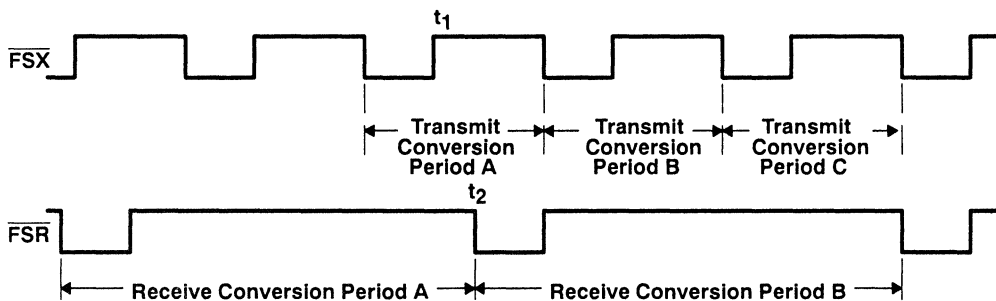 t1
FSX
Transmit Conversion Period A
Transmit Conversion Period B
Transmit Conversion Period C
t2
FSR
Receive Conversion Period A
Receive Conversion Period B